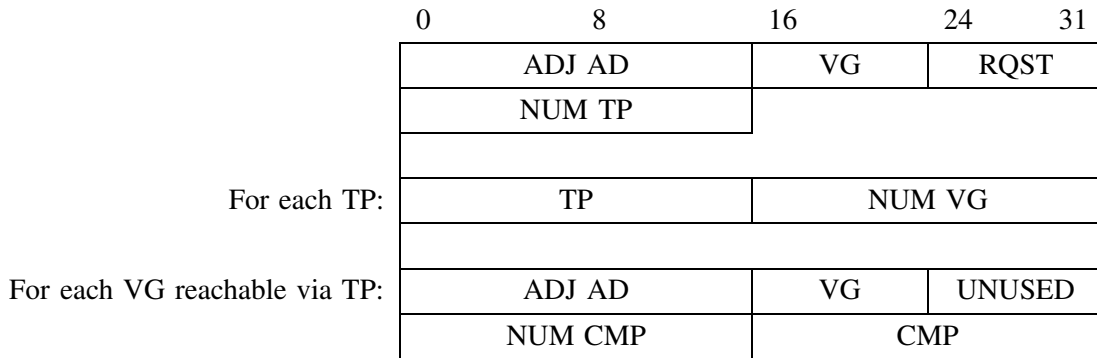 0 8 16 24 31
ADJ AD VG RQST
NUM TP
For each TP: TP NUM VG
For each VG reachable via TP: ADJ AD VG UNUSED
NUM CMP CMP